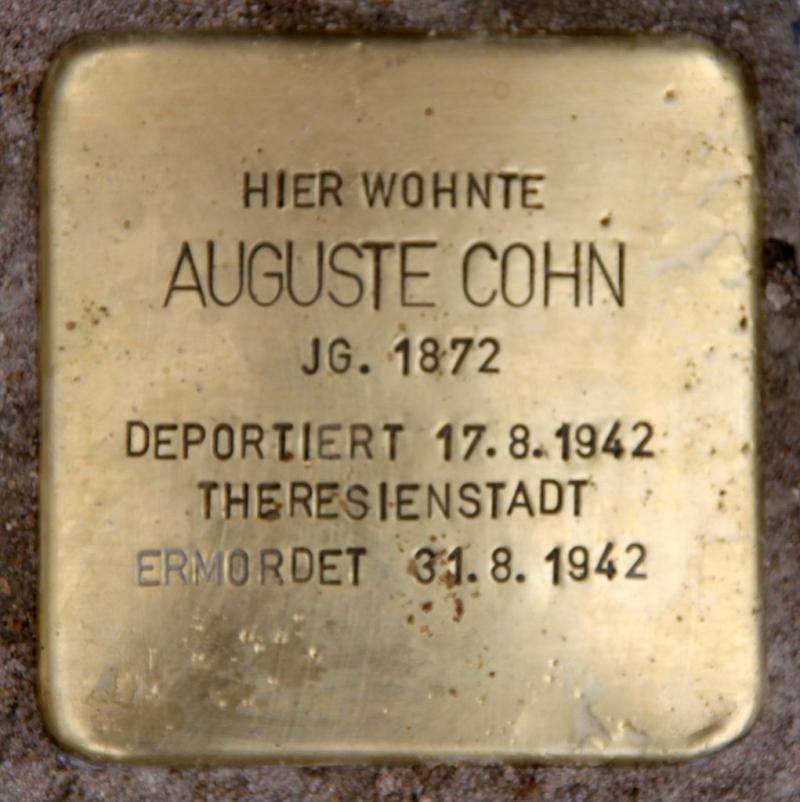 HIER WOHNTE
AUGUSTE COHN
JG. 1872
DEPORTIERT 17.8.1942
THERESIENSTADT
ERMORDET 31.8.1942